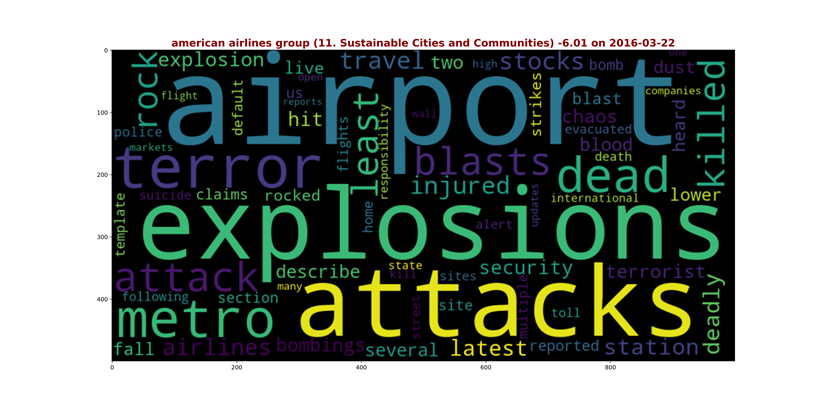 american airlines group (11. Sustainable Cities and Communities) -6.01 on 2016-03-22
0
100
200
300
400
0
200
400
600
800
explosion
live
travel
two
high
stocks
bomb
dust
rock
open
flight
default
us
reports
airport
strikes
blast
companies
hit
least
wall
chaos
heard
killed
police
flights
responsibility
evacuated
blood
markets
death
terror
blasts
dead
suicide
claims
rocked
injured
international
lower
template
home
explosions
alert
updates
attack
describe
state
kill
sites
security
terrorist
many
attacks
following
section
street
site
multiple
toll
deadly
metro
fall
airlines
bombings
several
latest
reported
station